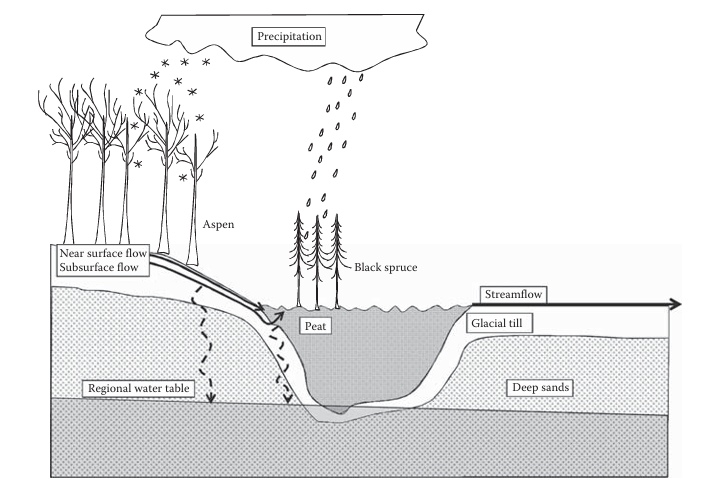 Precipitation
Aspen
Near surface flow
Subsurface flow
Black spruce
Streamflow
Peat
Glacial till
Regional water table
Deep sands